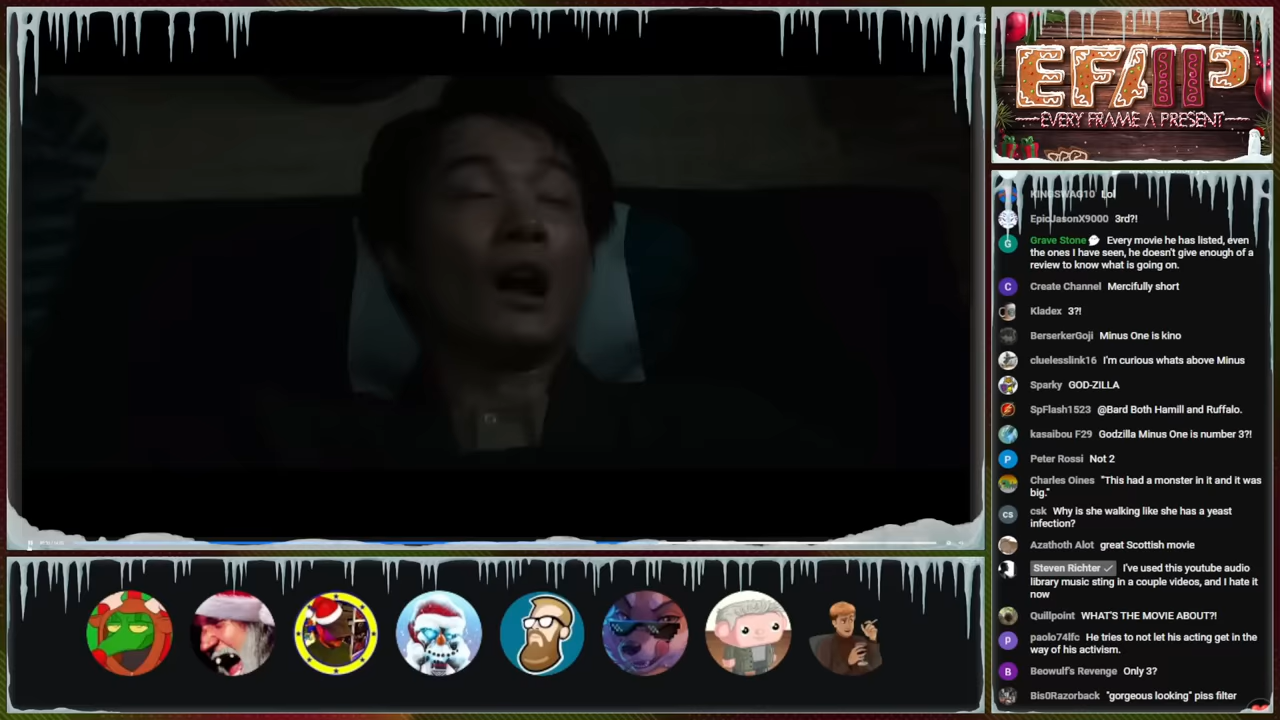 EFAP
EVERY FRAME A PRESENT
KINGSWAG10 Lol
EpicJasonX9000 3rd?!
Grave Stone Every movie he has listed, even
the ones I have seen, he doesn't give enough of a
review to know what is going on.
Create Channel Mercifully short
Kladex 3?!
BerserkerGoji Minus One is kino
cluelesslink16 I'm curious whats above Minus
Sparky GOD-ZILLA
SpFlash1523 @Bard Both Hamill and Ruffalo.
kasaibou F29 Godzilla Minus One is number 3?!
P
Peter Rossi Not 2
Charles Oines "This had a monster in it and it was
big."
cs
csk Why is she walking like she has a yeast
infection?
Azathoth Alot great Scottish movie
Steven Richter ✓ I've used this youtube audio
library music sting in a couple videos, and I hate it
now
Quillpoint WHAT'S THE MOVIE ABOUT?!
P
paolo74lfc He tries to not let his acting get in the
way of his activism.
B
Beowulf's Revenge Only 3?
Bis0Razorback "gorgeous looking" piss filter